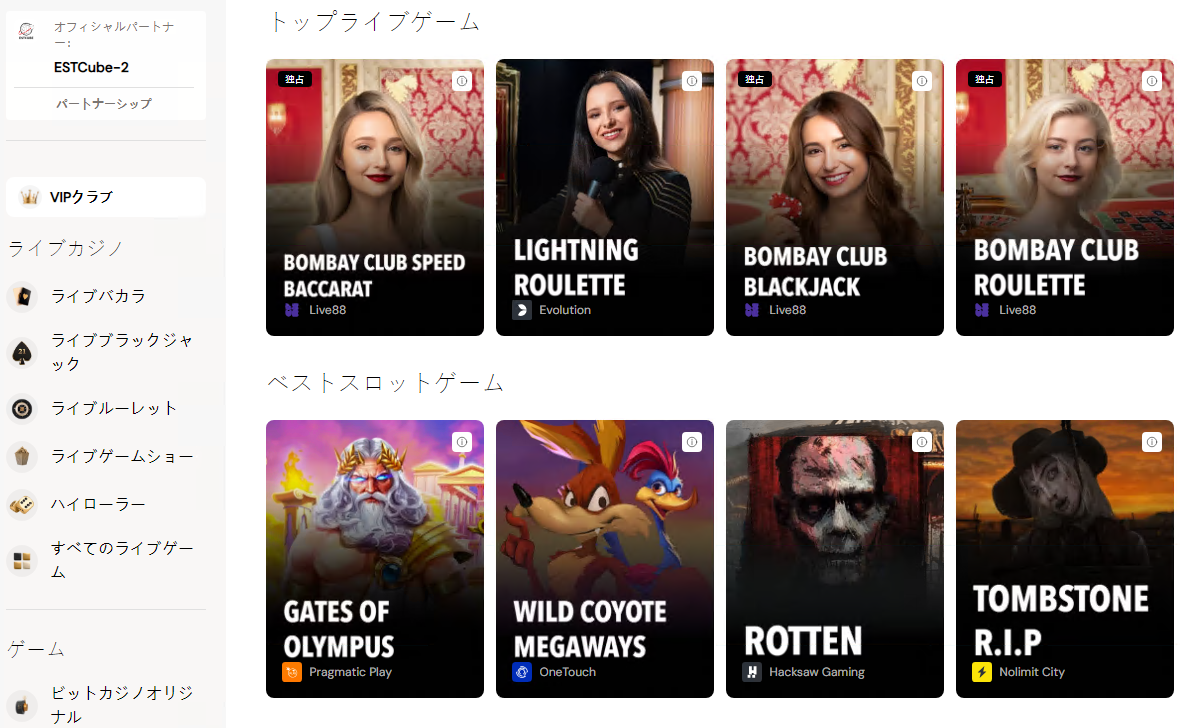 オフィシャルパートナ
ー:
ESTCube-2
パートナーシップ
VIPクラブ
ライブカジノ
ライブバカラ
ライブブラックジャ
ック
ライブルーレット
ライブゲームショー
ハイローラー
すべてのライブゲー
ム
ゲーム
ビットカジノオリジ
ナル
トップライブゲーム
独占
BOMBAY CLUB SPEED
BACCARAT
Live88
LIGHTNING
ROULETTE
Evolution
独占
BOMBAY CLUB
BLACKJACK
Live88
独占
BOMBAY CLUB
ROULETTE
Live88
ベストスロットゲーム
GATES OF
OLYMPUS
Pragmatic Play
WILD COYOTE
MEGAWAYS
OneTouch
ROTTEN
Hacksaw Gaming
TOMBSTONE
R.I.P
Nolimit City